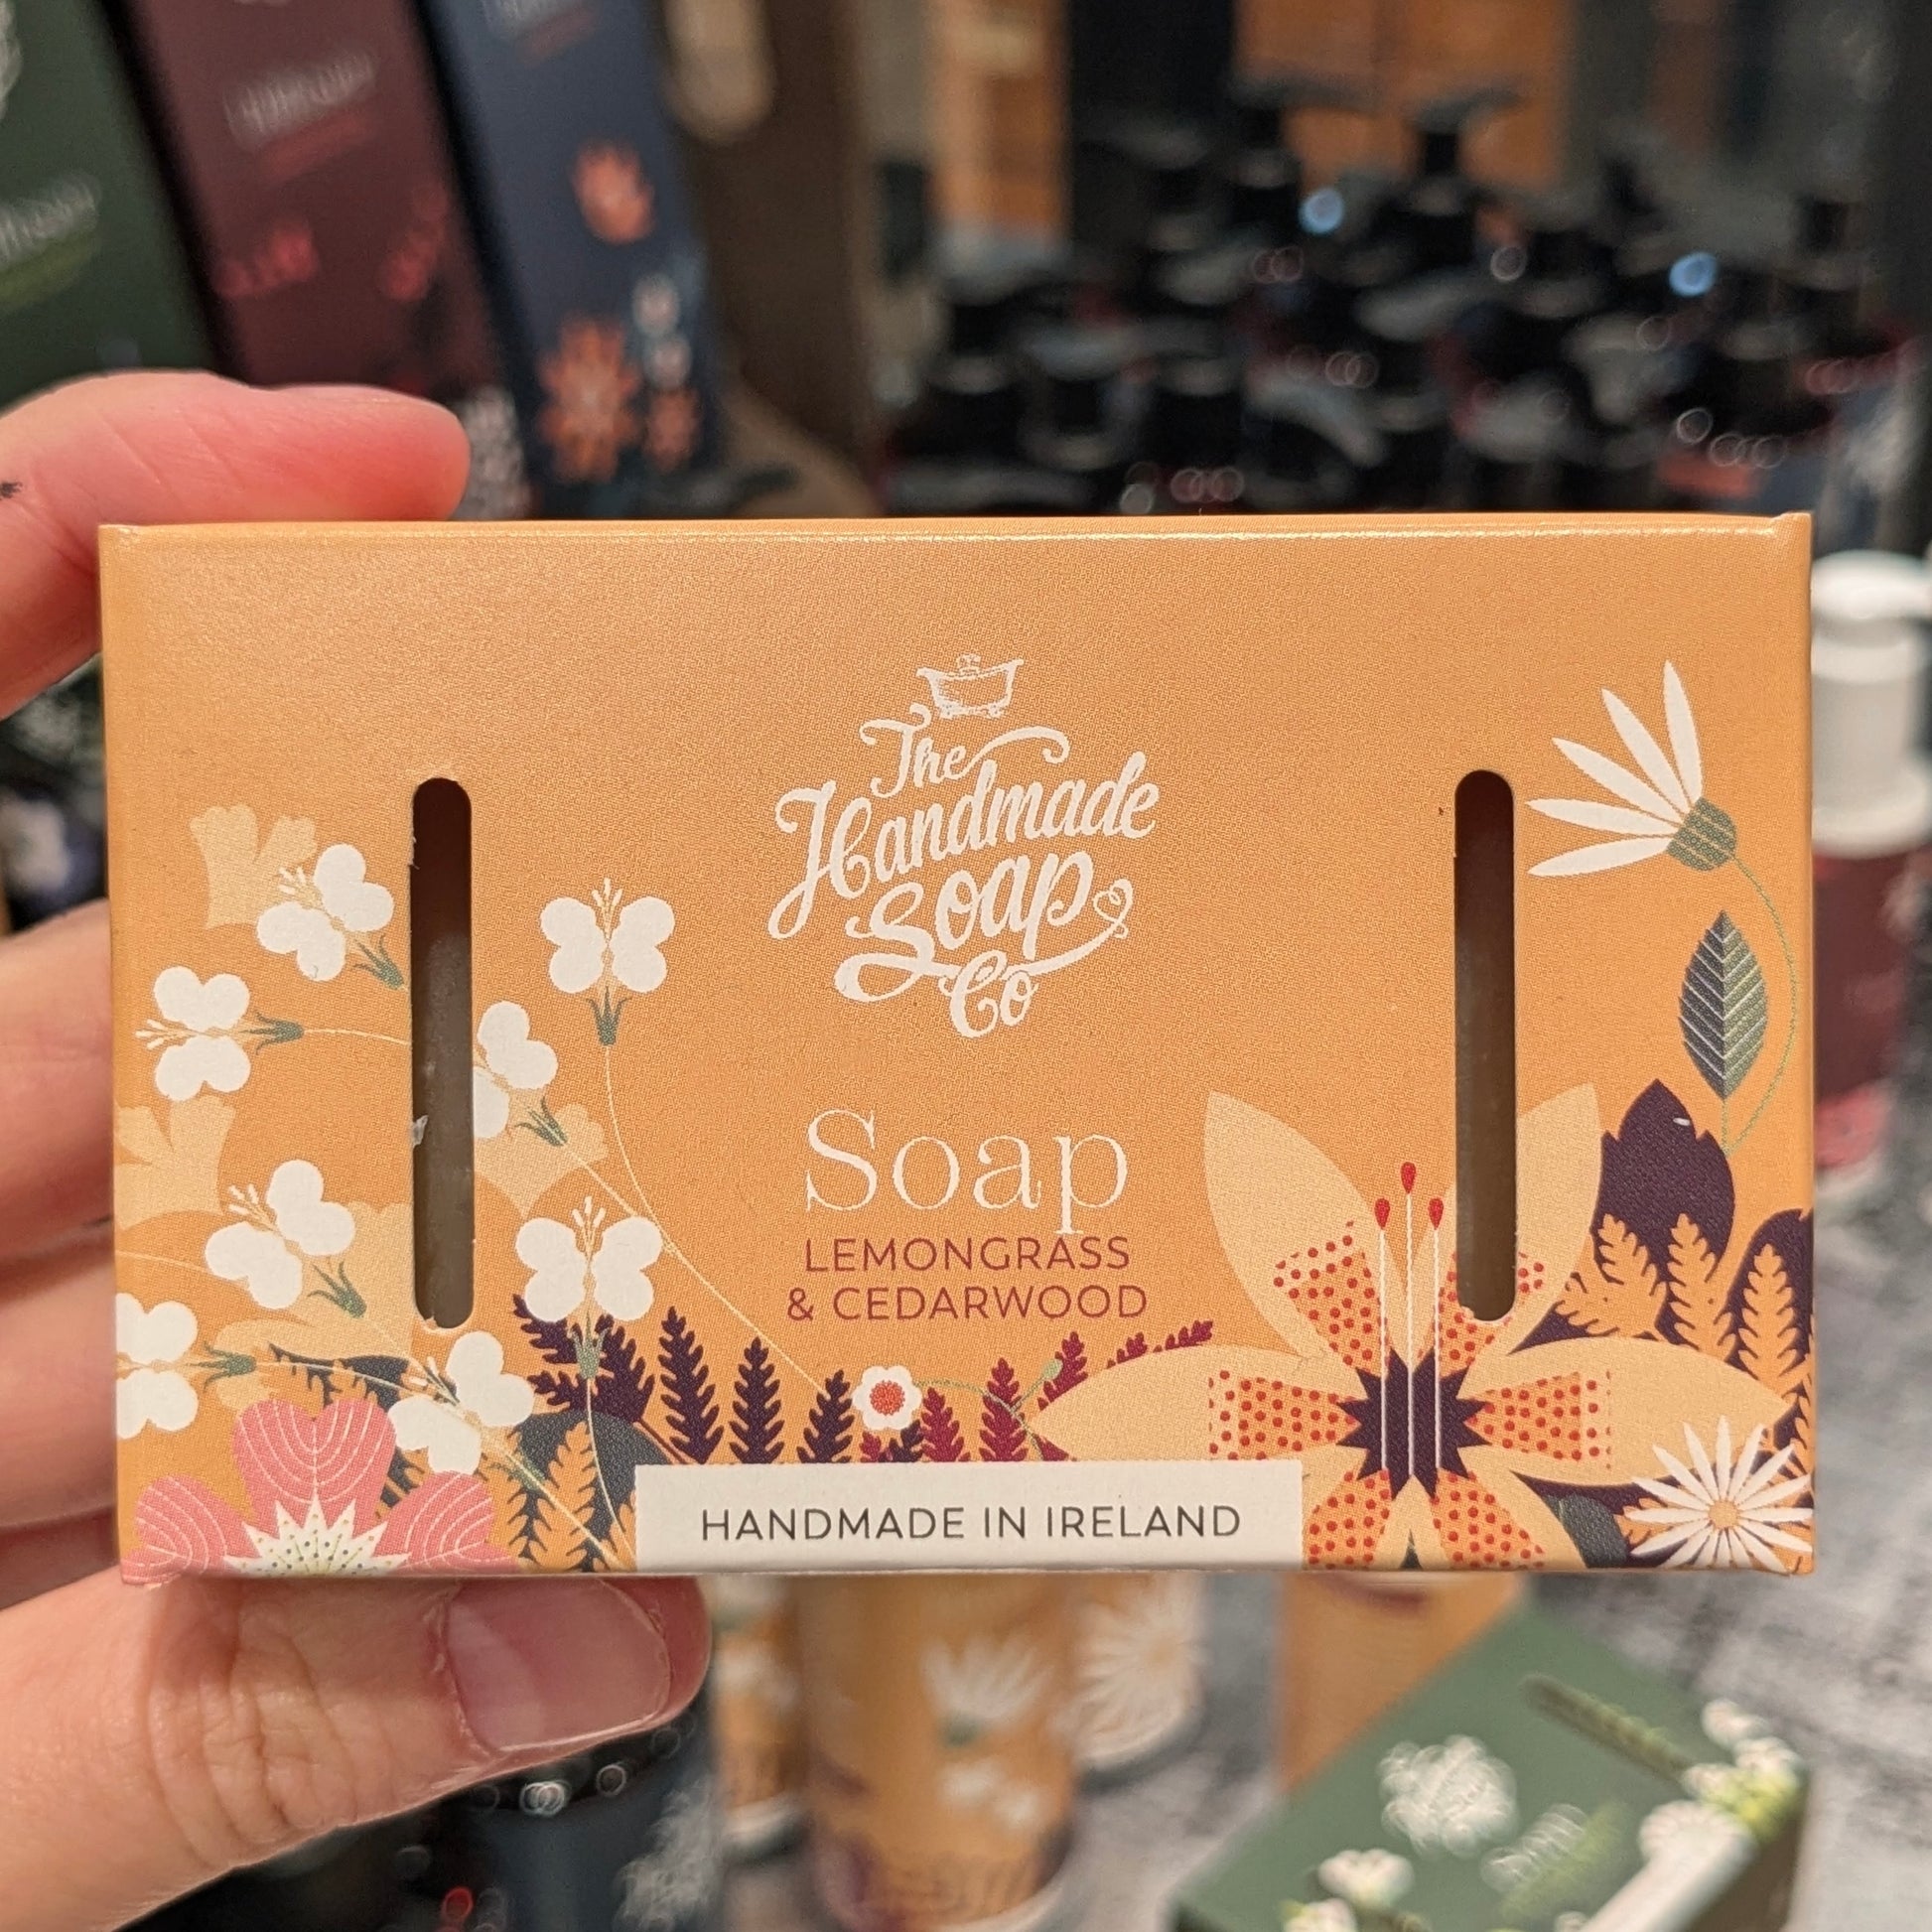 The
Handmade
Soap
Co
Soap
LEMONGRASS
& CEDARWOOD
HANDMADE IN IRELAND